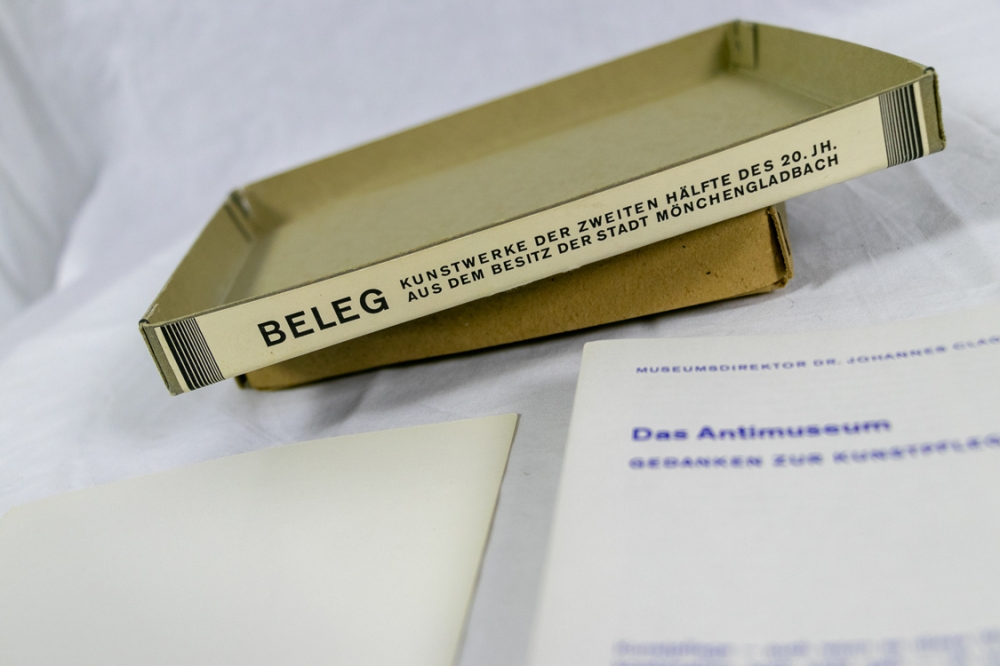 BELEG
KUNSTWERKE DER ZWEITEN HÄLFTE DES 20. JH.
AUS DEM BESITZ DER STADT MÖNCHENGLADBACH
MUSEUMSDIREKTOR DR. JOHANNES
Das Antimuseum
GEDANKEN ZUR